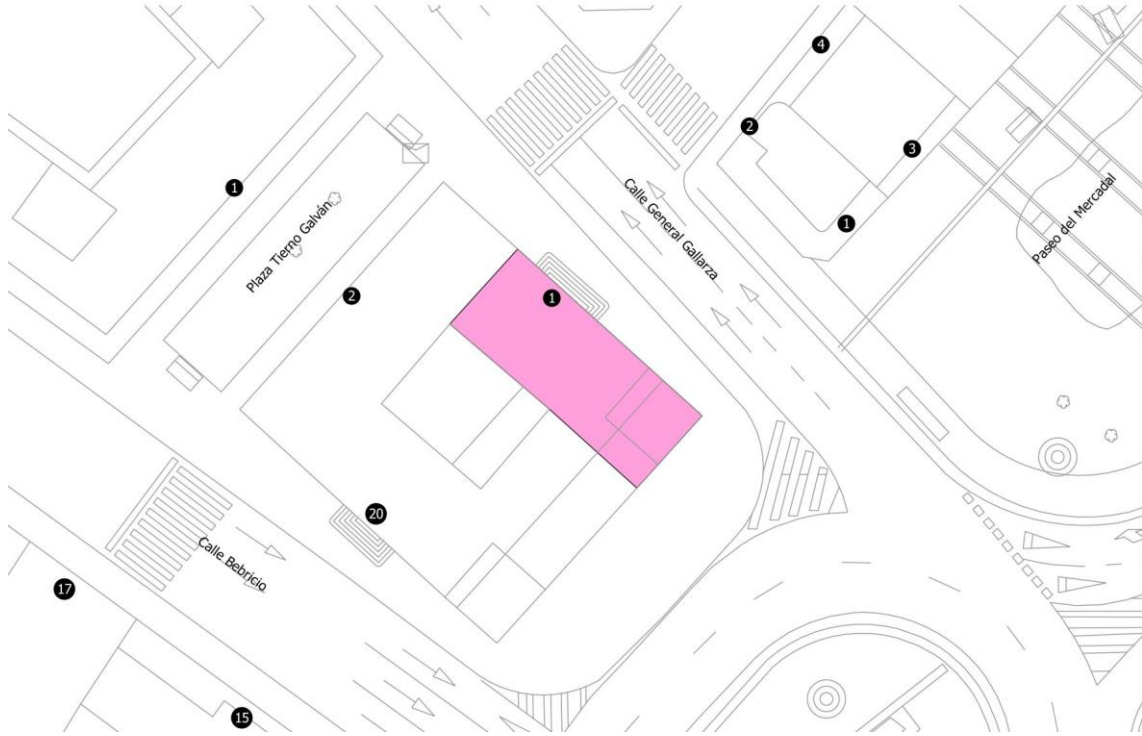 4
2
3
1
Calle General Gallarza
Paseo del Mercadal
1
Plaza Tierno Galván
2
1
20
Calle Bebricio
17
15